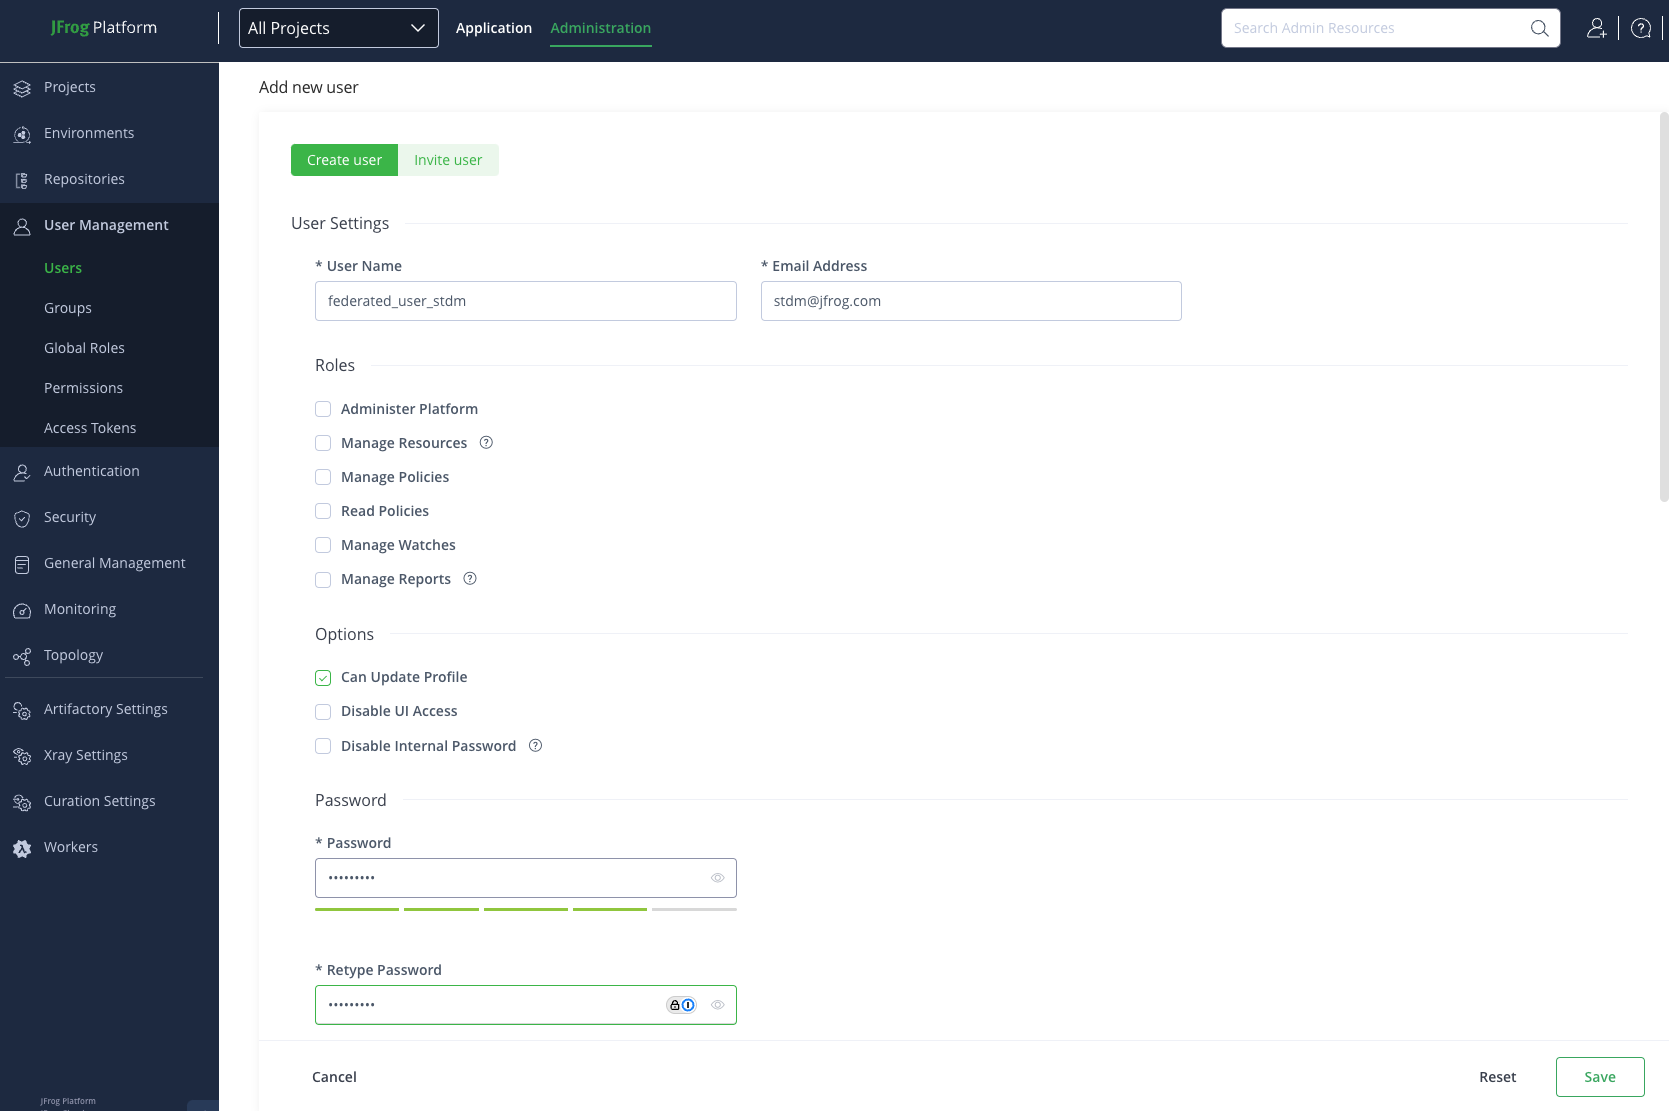 JFrog Platform
All Projects
Application
Administration
Search Admin Resources
Projects
Environments
Repositories
User Management
Users
Groups
Global Roles
Permissions
Access Tokens
Authentication
Security
General Management
Monitoring
Topology
Artifactory Settings
Xray Settings
Curation Settings
Workers
JFrog Platform
Add new user
Create user
Invite user
User Settings
* User Name
* Email Address
federated_user_stdm
stdm@jfrog.com
Roles
Administer Platform
Manage Resources
Manage Policies
Read Policies
Manage Watches
Manage Reports
Options
Can Update Profile
Disable UI Access
Disable Internal Password
Password
* Password
•••••••••
* Retype Password
•••••••••
Cancel
Reset
Save